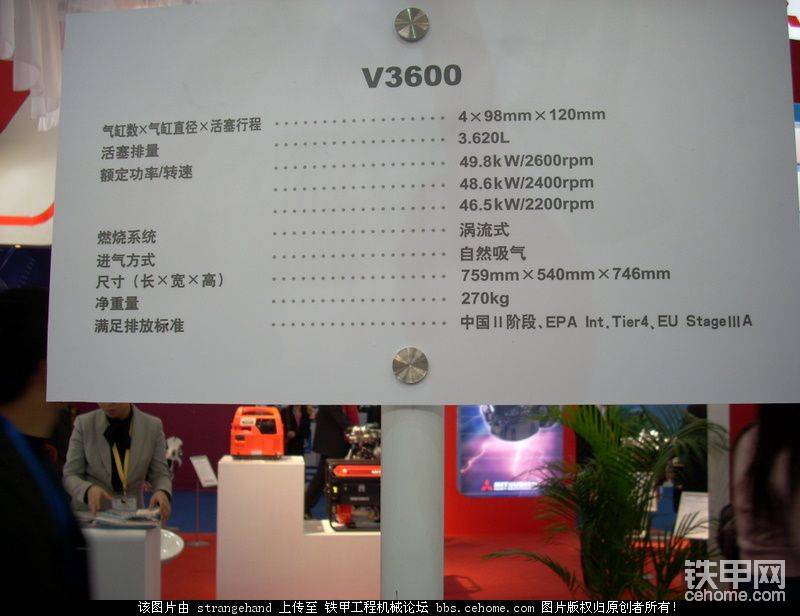 V3600
气缸数×气缸直径×活塞行程 ···················· 4×98mm×120mm
活塞排量 ···················· 3.620L
额定功率/转速 ···················· 49.8kW/2600rpm
···················· 48.6kW/2400rpm
···················· 46.5kW/2200rpm
燃烧系统 ···················· 涡流式
进气方式 ···················· 自然吸气
尺寸（长×宽×高） ···················· 759mm×540mm×746mm
净重量 ···················· 270kg
满足排放标准 ···················· 中国II阶段、EPA Int.Tier4、EU StageIIIA
铁甲网
cehome.com
该图片由 strangehand 上传至 铁甲工程机械论坛 bbs.cehome.com 图片版权归原创者所有!